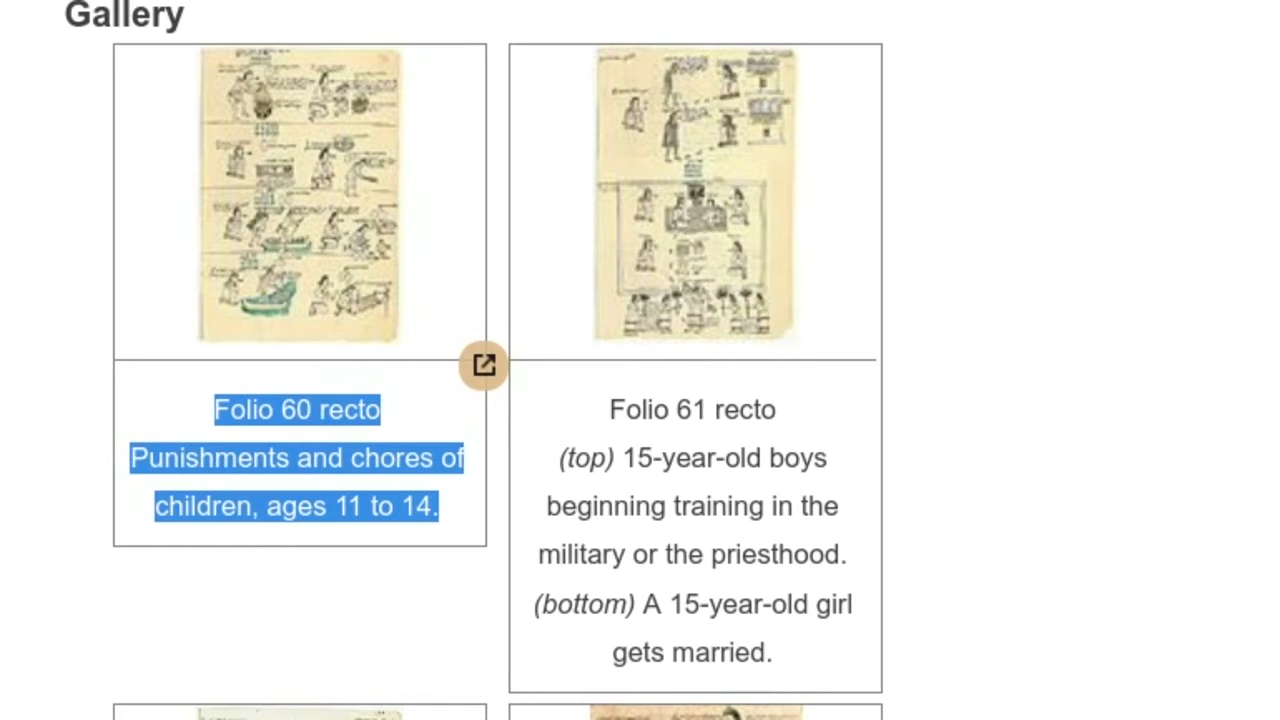 Gallery
Folio 60 recto
Punishments and chores of
children, ages 11 to 14.
Folio 61 recto
(top) 15-year-old boys
beginning training in the
military or the priesthood.
(bottom) A 15-year-old girl
gets married.